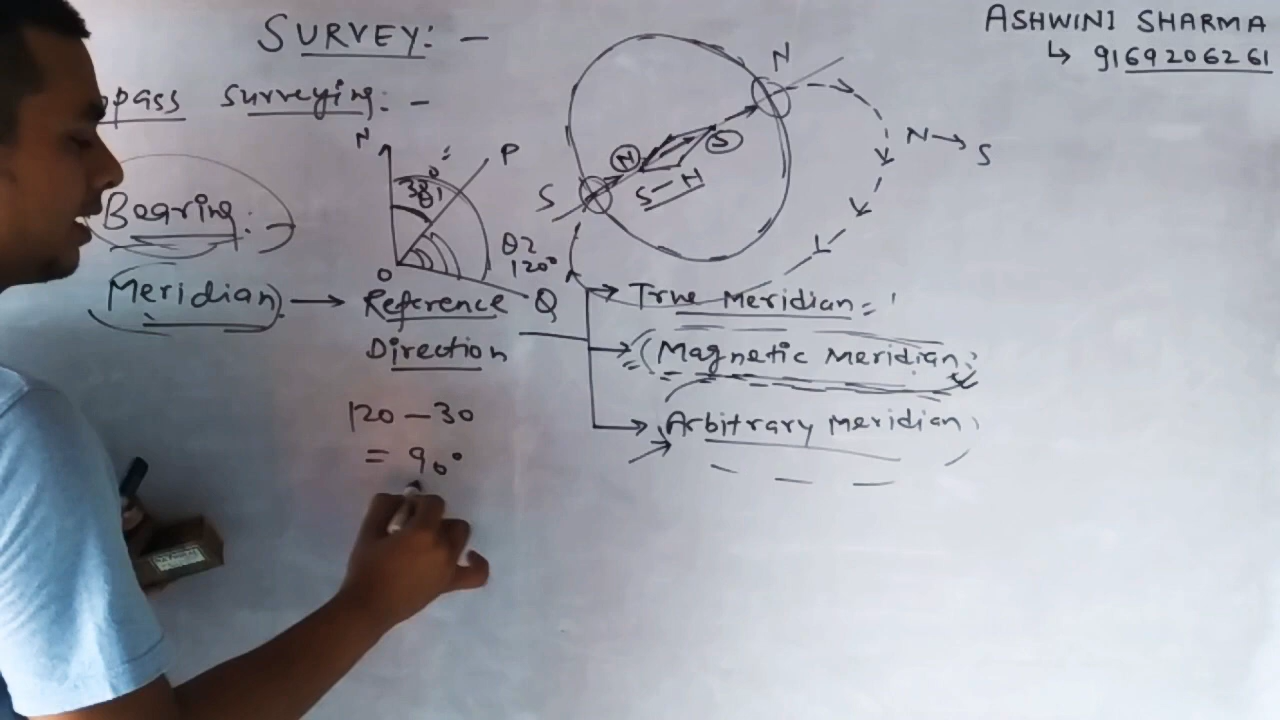 SURVEY: -
ASHWINI SHARMA
↳ 9169206261
pass Surveying: -
N
P
θ1
O
θ2
120°
Q
N
S
N
S
S - N
N → S
Bearing: -
Meridian → Reference
Direction
True Meridian:
Magnetic Meridian:
Arbitrary Meridian
120 - 30
= 90°